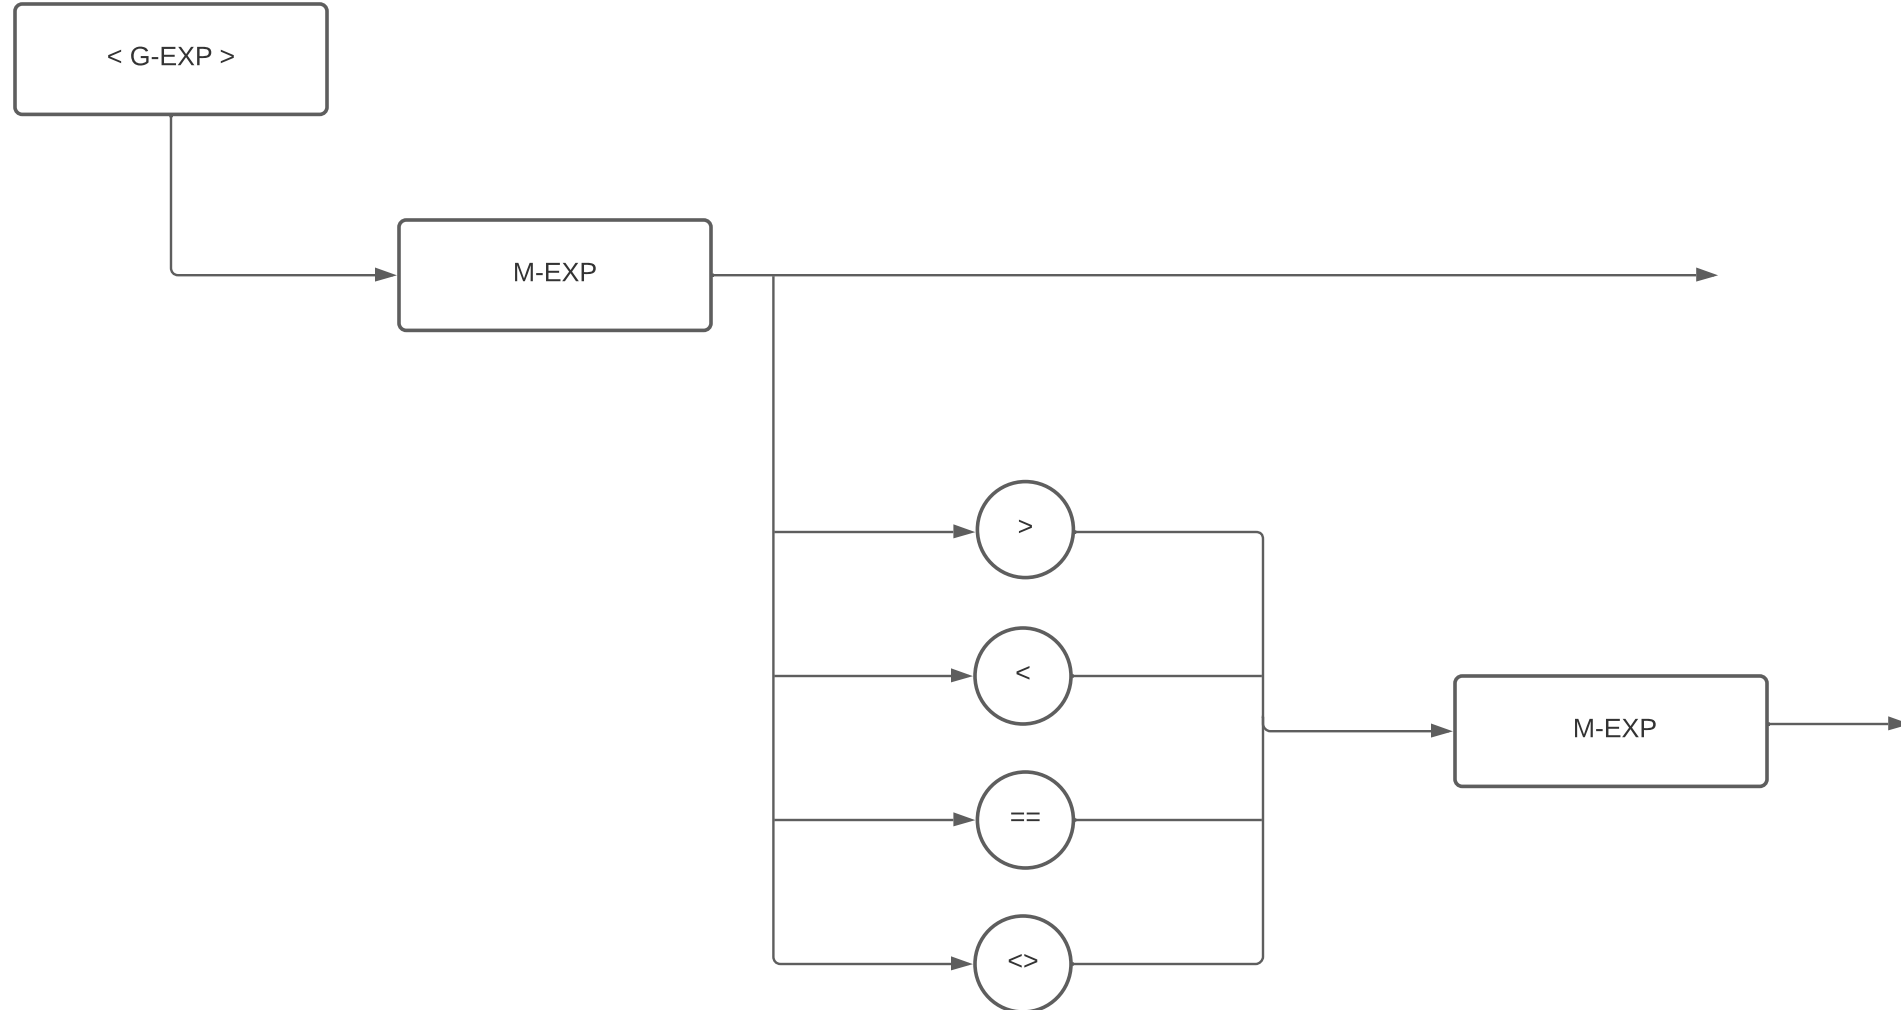 < G-EXP >
M-EXP
>
<
M-EXP
==
<>